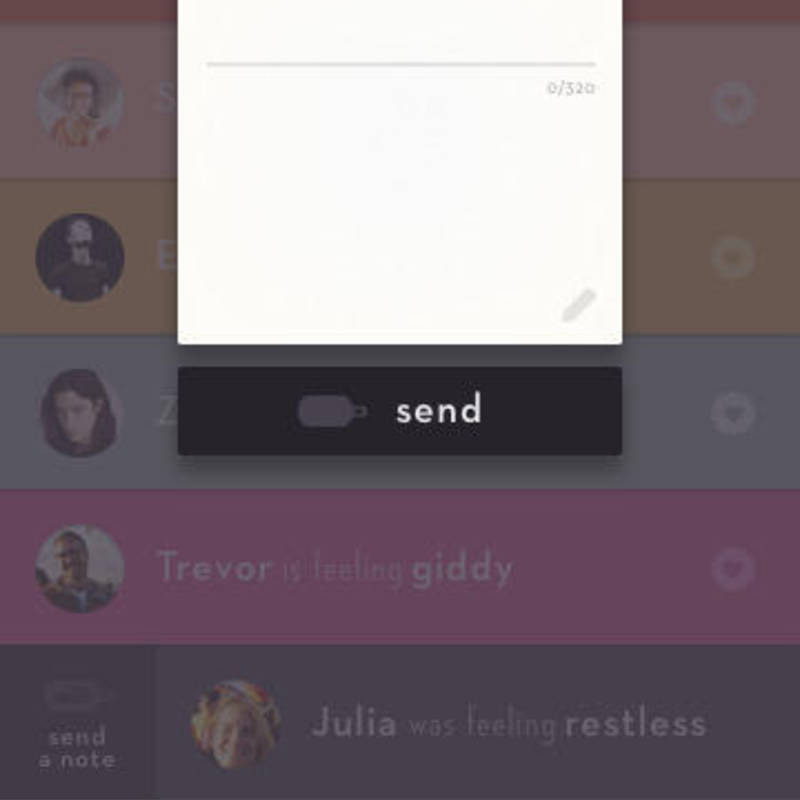 0/320
S
E
Z
send
Trevor is feeling giddy
send
a note
Julia was feeling restless